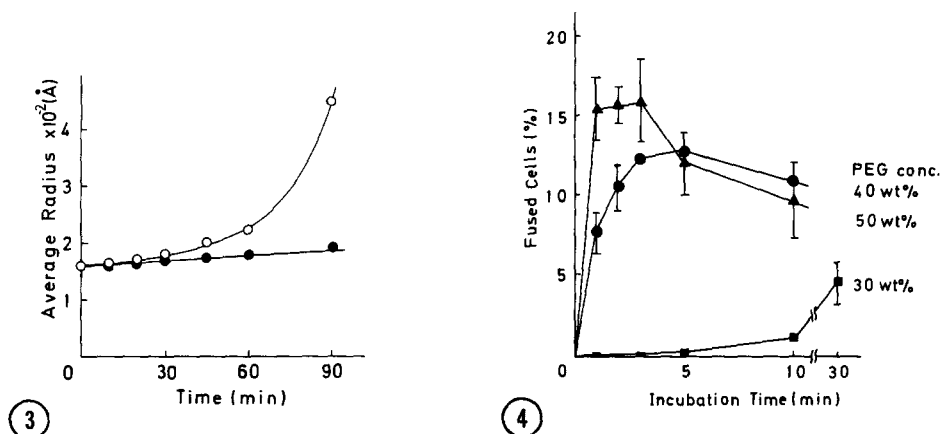 Average Radius ×10⁻²(Å)
4
3
2
1
0
30
60
90
Time (min)
3
Fused Cells (%)
20
15
10
5
0
5
10
30
Incubation Time (min)
PEG conc.
40 wt%
50 wt%
30 wt%
4